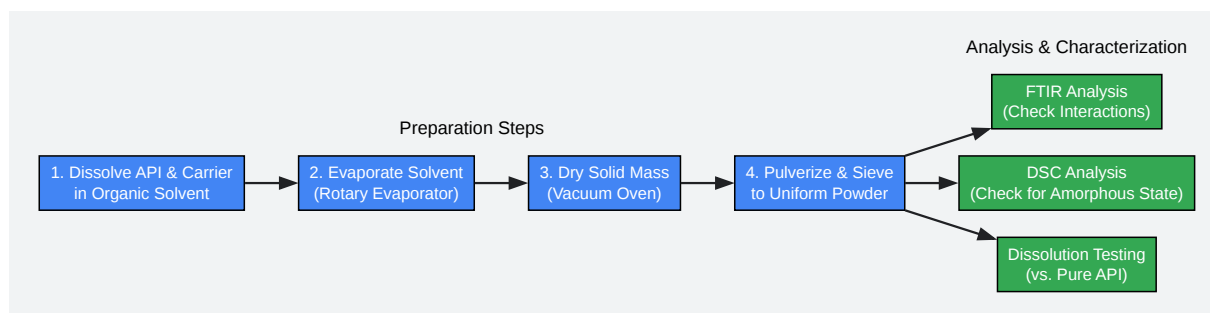 Analysis & Characterization
FTIR Analysis
(Check Interactions)
Preparation Steps
1. Dissolve API & Carrier
in Organic Solvent
2. Evaporate Solvent
(Rotary Evaporator)
3. Dry Solid Mass
(Vacuum Oven)
4. Pulverize & Sieve
to Uniform Powder
DSC Analysis
(Check for Amorphous State)
Dissolution Testing
(vs. Pure API)